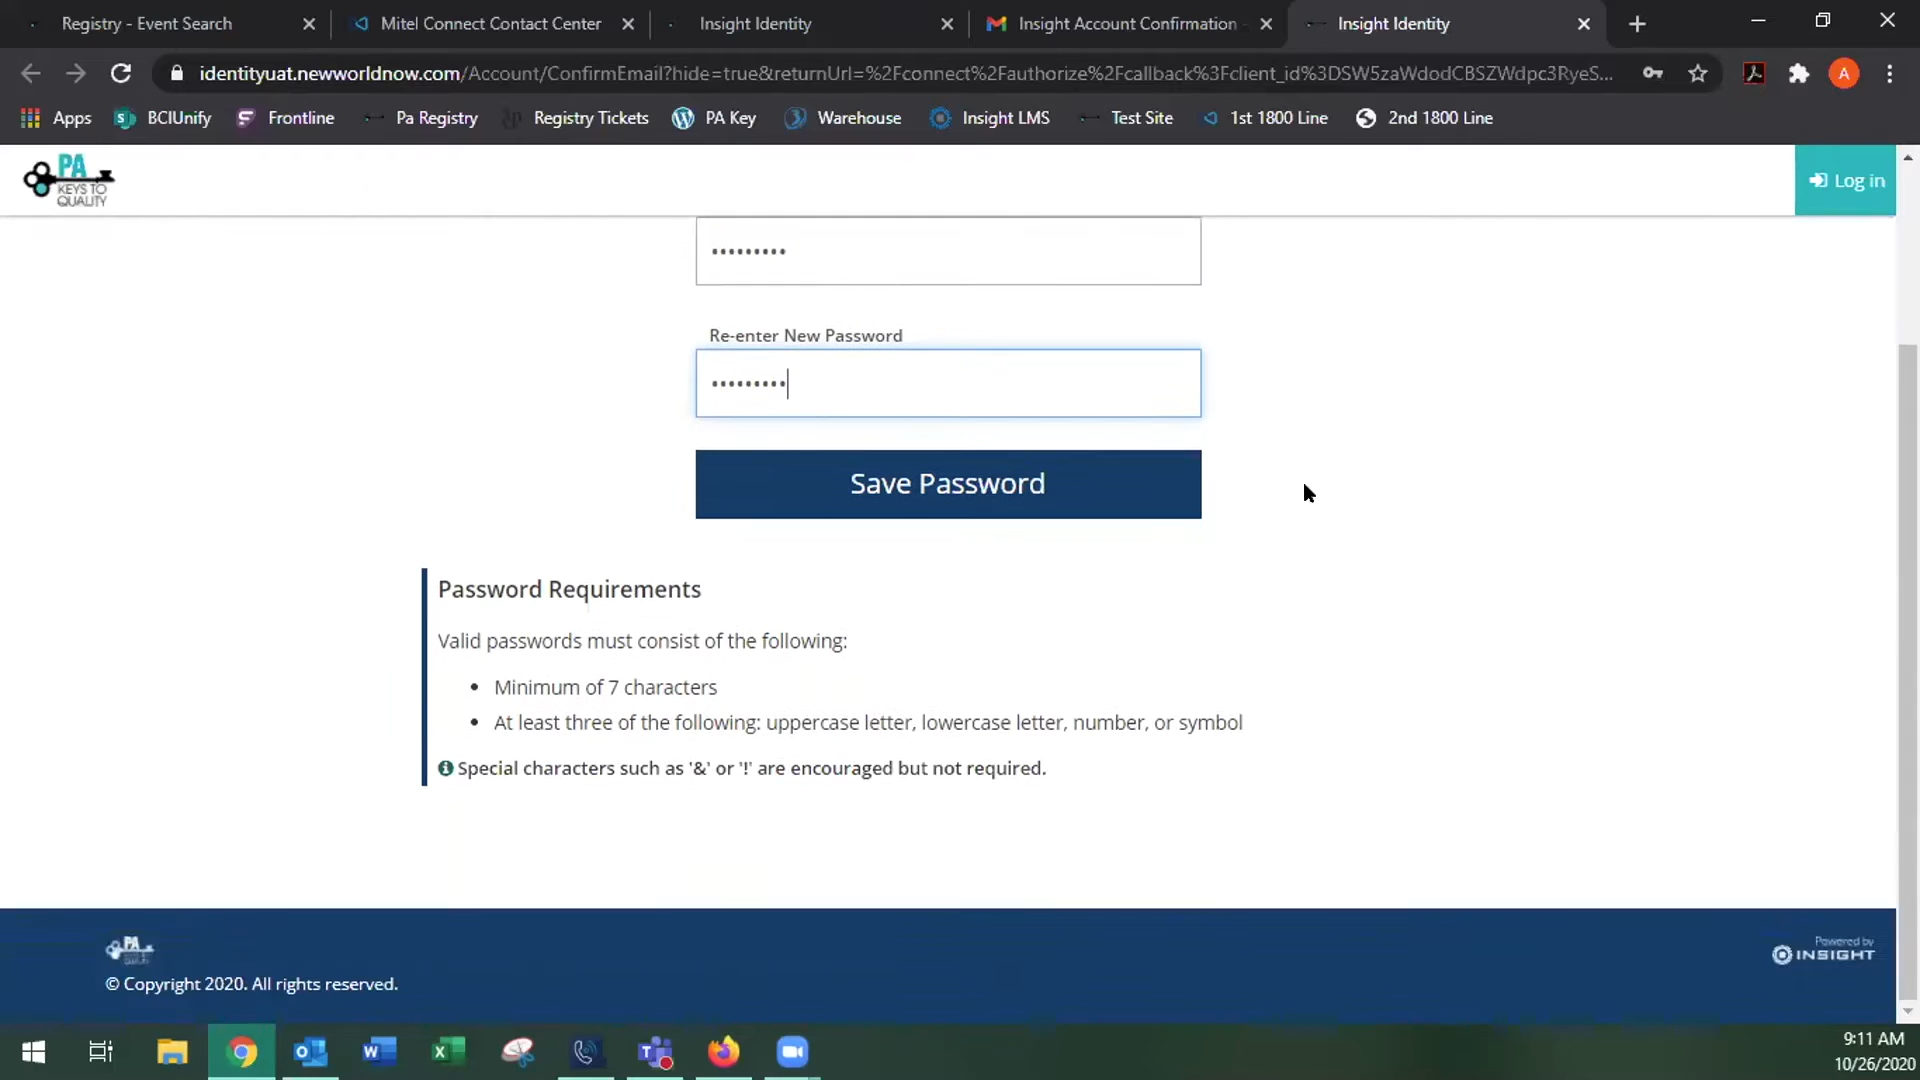 Registry - Event Search
Mitel Connect Contact Center
Insight Identity
Insight Account Confirmation
Insight Identity
identityuat.newworldnow.com/Account/ConfirmEmail?hide=true&returnUrl=%2Fconnect%2Fauthorize%2Fcallback%3Fclient_id%3DSW5zaWdodCBSZWdpc3RyeS...
A
Apps
BCIUnify
Frontline
Pa Registry
Registry Tickets
PA Key
Warehouse
Insight LMS
Test Site
1st 1800 Line
2nd 1800 Line
PA
KEYS TO
QUALITY
Log in
•••••••••
Re-enter New Password
•••••••••
Save Password
Password Requirements
Valid passwords must consist of the following:
• Minimum of 7 characters
• At least three of the following: uppercase letter, lowercase letter, number, or symbol
Special characters such as '&' or '!' are encouraged but not required.
PA
© Copyright 2020. All rights reserved.
Powered by
INSIGHT
9:11 AM
10/26/2020